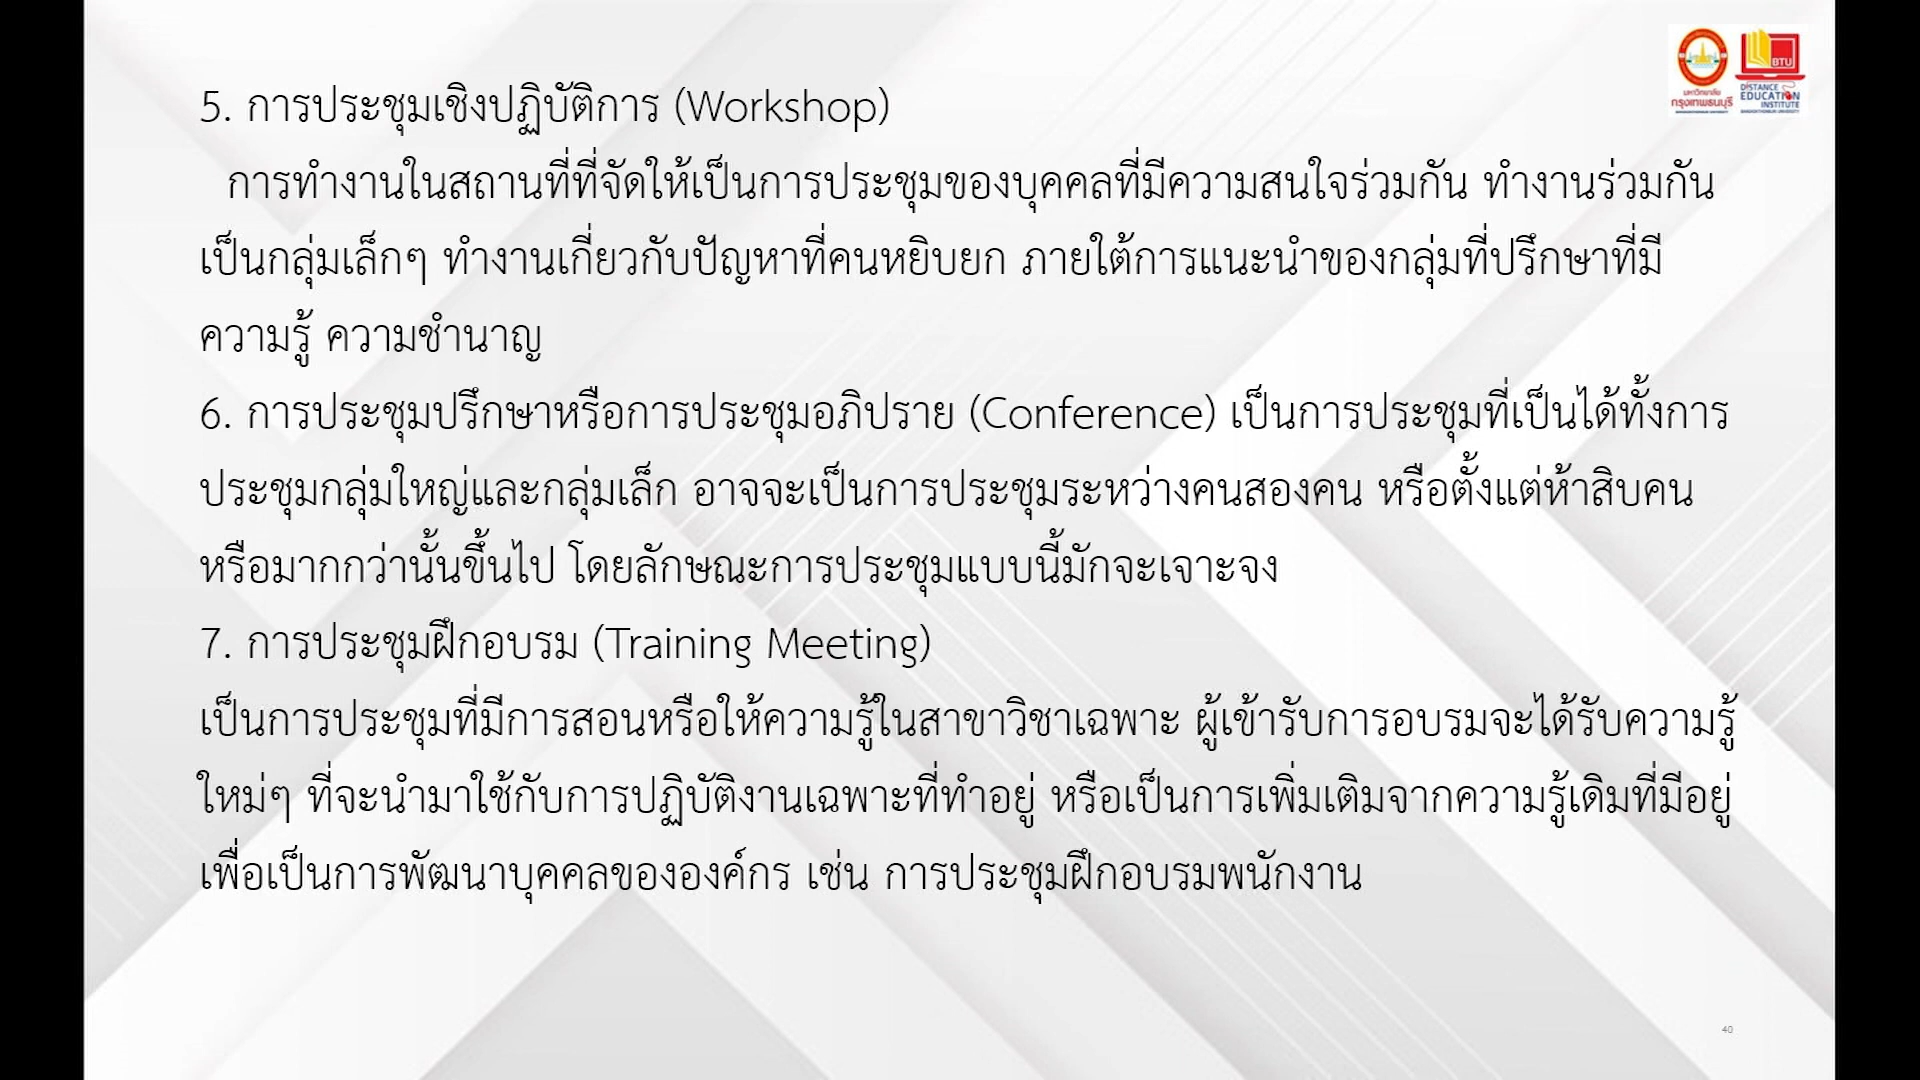 5. การประชุมเชิงปฏิบัติการ (Workshop)
การทำงานในสถานที่ที่จัดให้เป็นการประชุมของบุคคลที่มีความสนใจร่วมกัน ทำงานร่วมกัน
เป็นกลุ่มเล็กๆ ทำงานเกี่ยวกับปัญหาที่คนหยิบยก ภายใต้การแนะนำของกลุ่มที่ปรึกษาที่มี
ความรู้ ความชำนาญ
6. การประชุมปรึกษาหรือการประชุมอภิปราย (Conference) เป็นการประชุมที่เป็นได้ทั้งการ
ประชุมกลุ่มใหญ่และกลุ่มเล็ก อาจจะเป็นการประชุมระหว่างคนสองคน หรือตั้งแต่ห้าสิบคน
หรือมากกว่านั้นขึ้นไป โดยลักษณะการประชุมแบบนี้มักจะเจาะจง
7. การประชุมฝึกอบรม (Training Meeting)
เป็นการประชุมที่มีการสอนหรือให้ความรู้ในสาขาวิชาเฉพาะ ผู้เข้ารับการอบรมจะได้รับความรู้
ใหม่ๆ ที่จะนำมาใช้กับการปฏิบัติงานเฉพาะที่ทำอยู่ หรือเป็นการเพิ่มเติมจากความรู้เดิมที่มีอยู่
เพื่อเป็นการพัฒนาบุคคลขององค์กร เช่น การประชุมฝึกอบรมพนักงาน
มหาวิทยาลัย
กรุงเทพธนบุรี
BTU
DISTANCE
EDUCATION
INSTITUTE
40